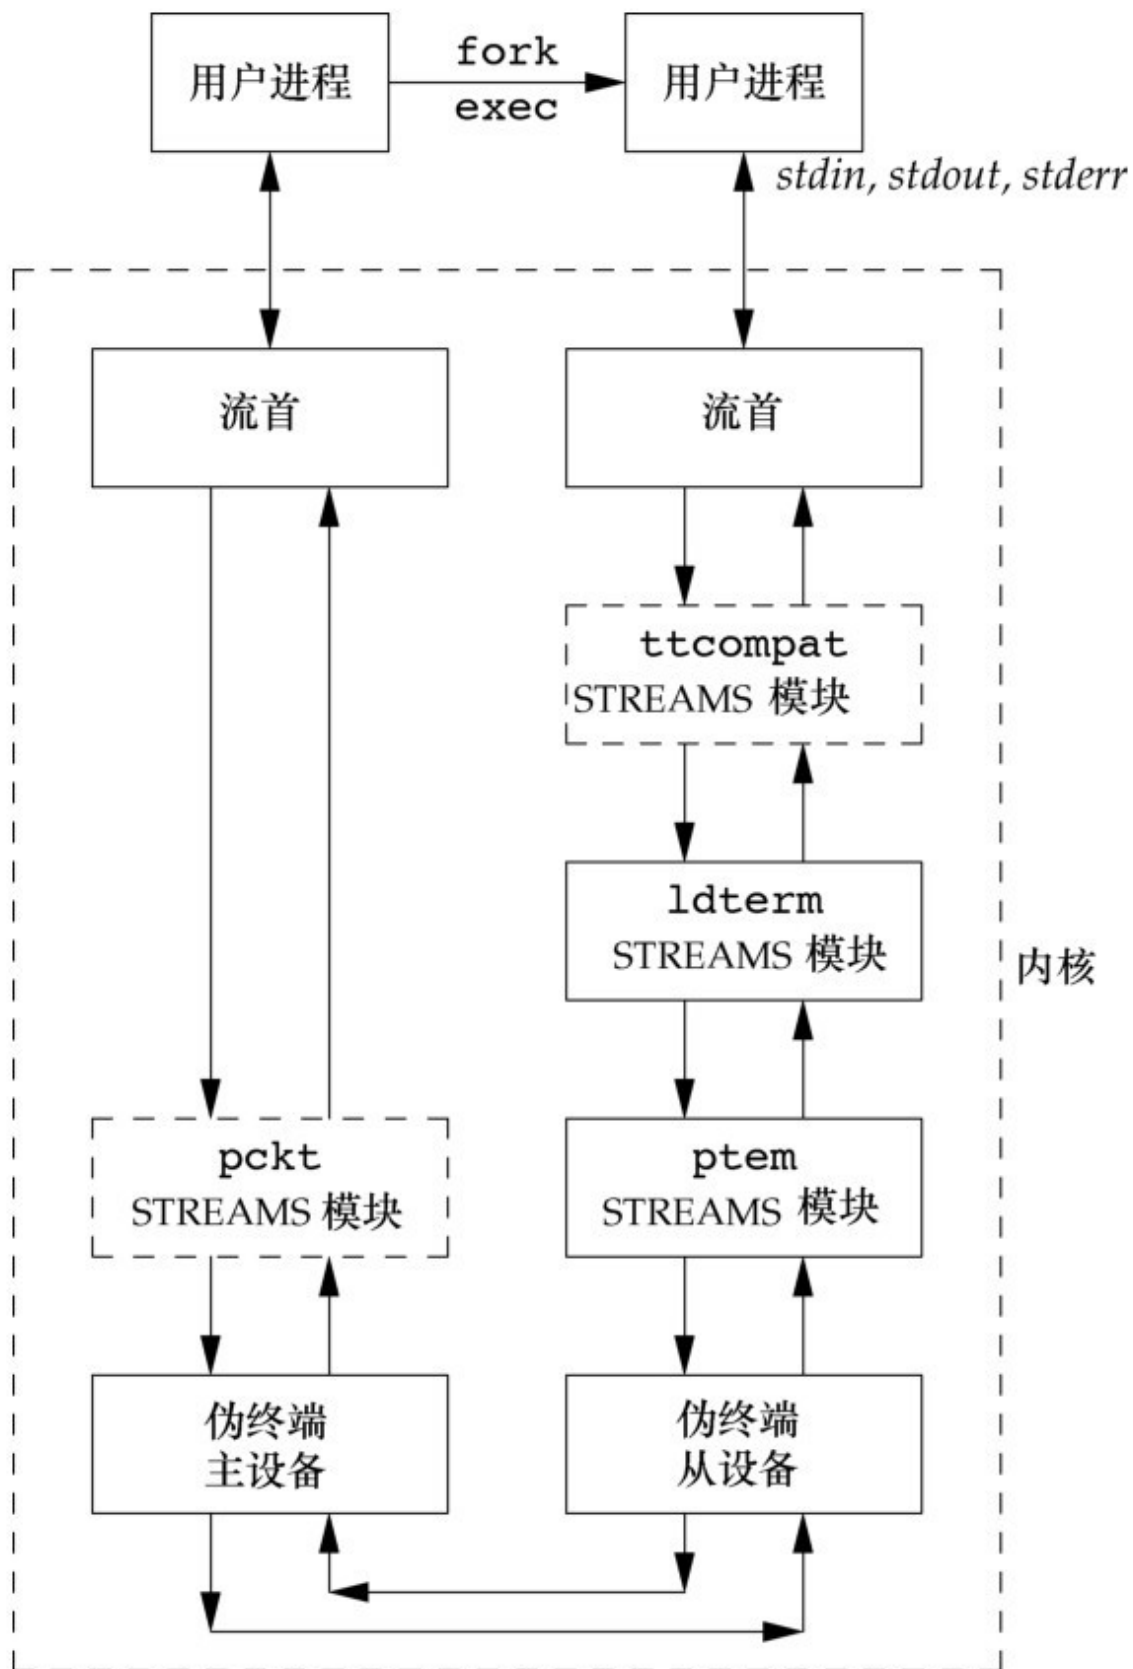 用户进程
fork
exec
用户进程
stdin, stdout, stderr
流首
流首
ttcompat
STREAMS 模块
ldterm
STREAMS 模块
内核
pckt
STREAMS 模块
ptem
STREAMS 模块
伪终端
主设备
伪终端
从设备